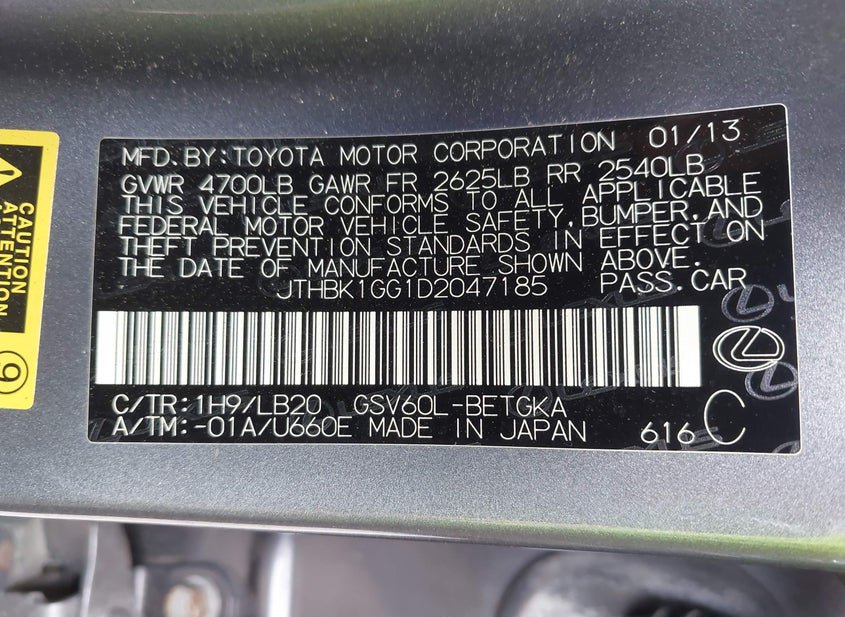 MFD. BY: TOYOTA MOTOR CORPORATION 01/13
GVWR 4700LB GAWR FR 2625LB RR 2540LB
THIS VEHICLE CONFORMS TO ALL APPLICABLE
FEDERAL MOTOR VEHICLE SAFETY, BUMPER, AND
THEFT PREVENTION STANDARDS IN EFFECT ON
THE DATE OF MANUFACTURE SHOWN ABOVE.
JTHBK1GG1D2047185 PASS. CAR
C/TR: 1H9/LB20 GSV60L-BETGKA
A/TM: -01A/U660E MADE IN JAPAN 616 C
CAUTION
ATTENTION
9
LEXUS